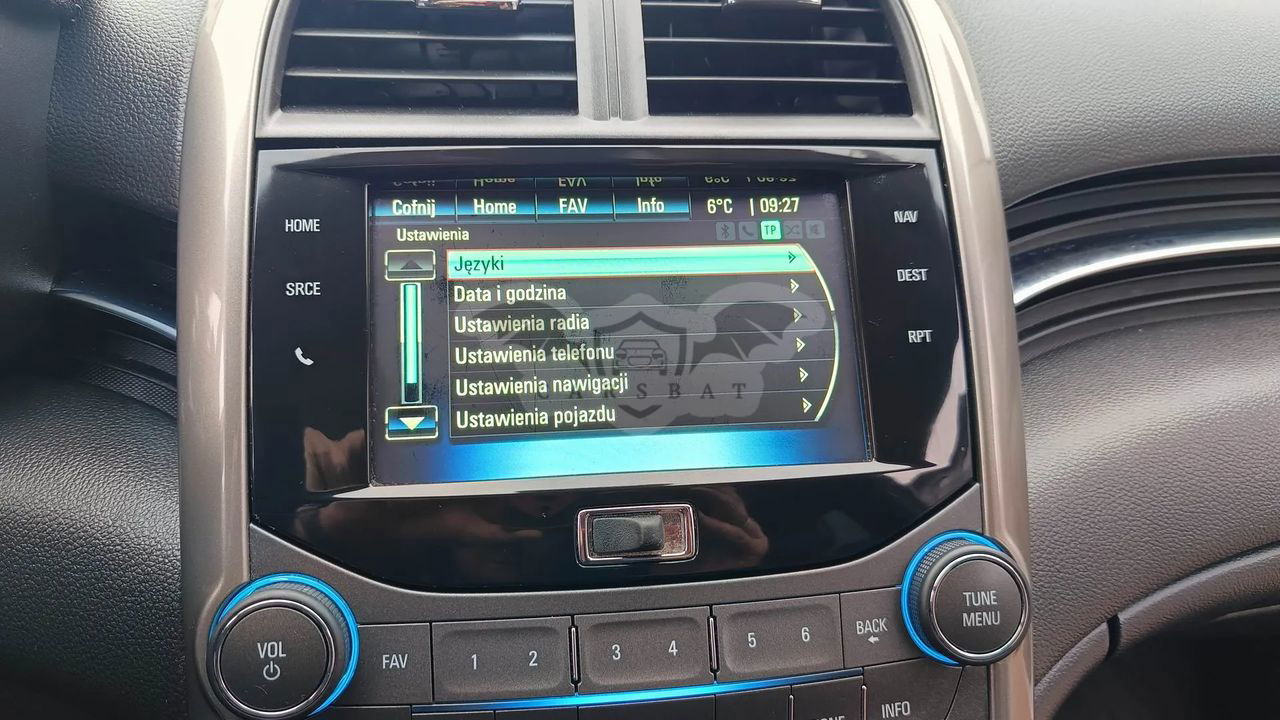 Cofnij Home FAV Info 6°C | 09:27
Ustawienia TP
Języki
Data i godzina
Ustawienia radia
Ustawienia telefonu
Ustawienia nawigacji
Ustawienia pojazdu
CARSBAT
HOME
SRCE
NAV
DEST
RPT
VOL
FAV 1 2 3 4 5 6 BACK
TUNE
MENU
INFO